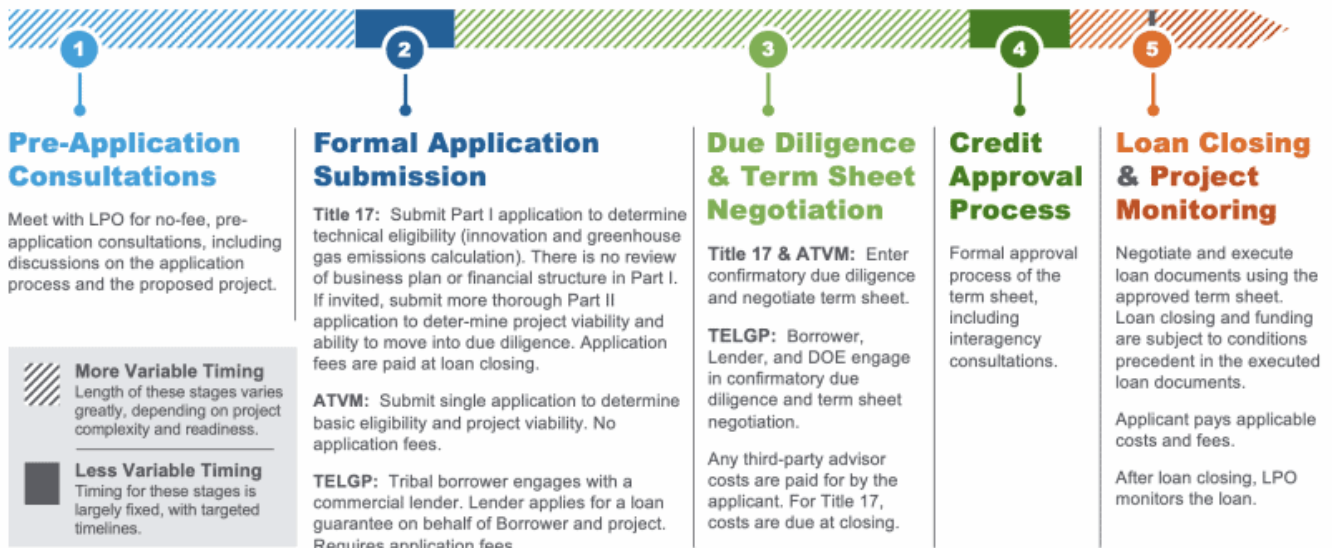 1
2
3
4
5
Pre-Application
Consultations
Meet with LPO for no-fee, pre-
application consultations, including
discussions on the application
process and the proposed project.
More Variable Timing
Length of these stages varies
greatly, depending on project
complexity and readiness.
Less Variable Timing
Timing for these stages is
largely fixed, with targeted
timelines.
Formal Application
Submission
Title 17: Submit Part I application to determine
technical eligibility (innovation and greenhouse
gas emissions calculation). There is no review
of business plan or financial structure in Part I.
If invited, submit more thorough Part II
application to deter-mine project viability and
ability to move into due diligence. Application
fees are paid at loan closing.
ATVM: Submit single application to determine
basic eligibility and project viability. No
application fees.
TELGP: Tribal borrower engages with a
commercial lender. Lender applies for a loan
guarantee on behalf of Borrower and project.
Requires application fees
Due Diligence
& Term Sheet
Negotiation
Title 17 & ATVM: Enter
confirmatory due diligence
and negotiate term sheet.
TELGP: Borrower,
Lender, and DOE engage
in confirmatory due
diligence and term sheet
negotiation.
Any third-party advisor
costs are paid for by the
applicant. For Title 17,
costs are due at closing.
Credit
Approval
Process
Formal approval
process of the
term sheet,
including
interagency
consultations.
Loan Closing
& Project
Monitoring
Negotiate and execute
loan documents using the
approved term sheet.
Loan closing and funding
are subject to conditions
precedent in the executed
loan documents.
Applicant pays applicable
costs and fees.
After loan closing, LPO
monitors the loan.